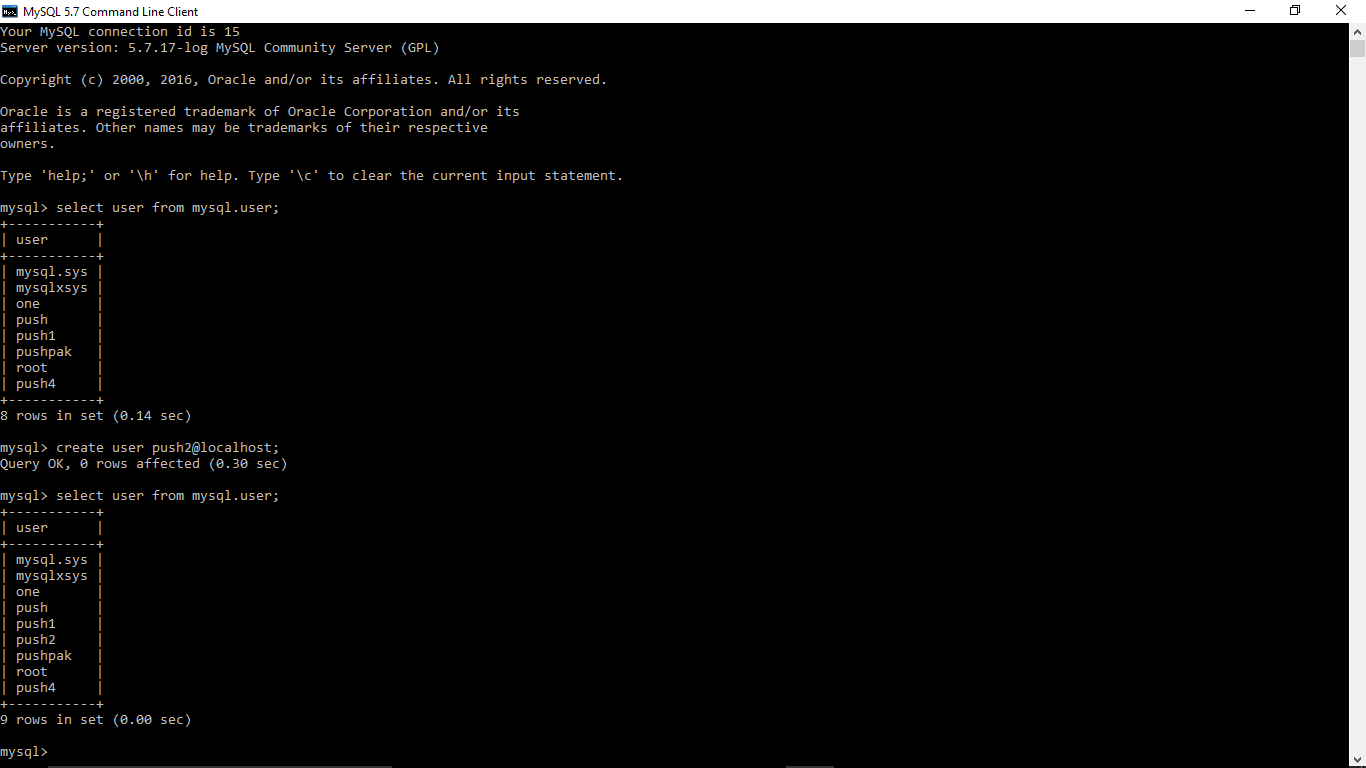 MySQL 5.7 Command Line Client
Your MySQL connection id is 15
Server version: 5.7.17-log MySQL Community Server (GPL)
Copyright (c) 2000, 2016, Oracle and/or its affiliates. All rights reserved.
Oracle is a registered trademark of Oracle Corporation and/or its
affiliates. Other names may be trademarks of their respective
owners.
Type 'help;' or '\h' for help. Type '\c' to clear the current input statement.
mysql> select user from mysql.user;
+-----------+
| user      |
+-----------+
| mysql.sys |
| mysqlxsys |
| one       |
| push      |
| push1     |
| pushpak   |
| root      |
| push4     |
+-----------+
8 rows in set (0.14 sec)
mysql> create user push2@localhost;
Query OK, 0 rows affected (0.30 sec)
mysql> select user from mysql.user;
+-----------+
| user      |
+-----------+
| mysql.sys |
| mysqlxsys |
| one       |
| push      |
| push1     |
| push2     |
| pushpak   |
| root      |
| push4     |
+-----------+
9 rows in set (0.00 sec)
mysql>